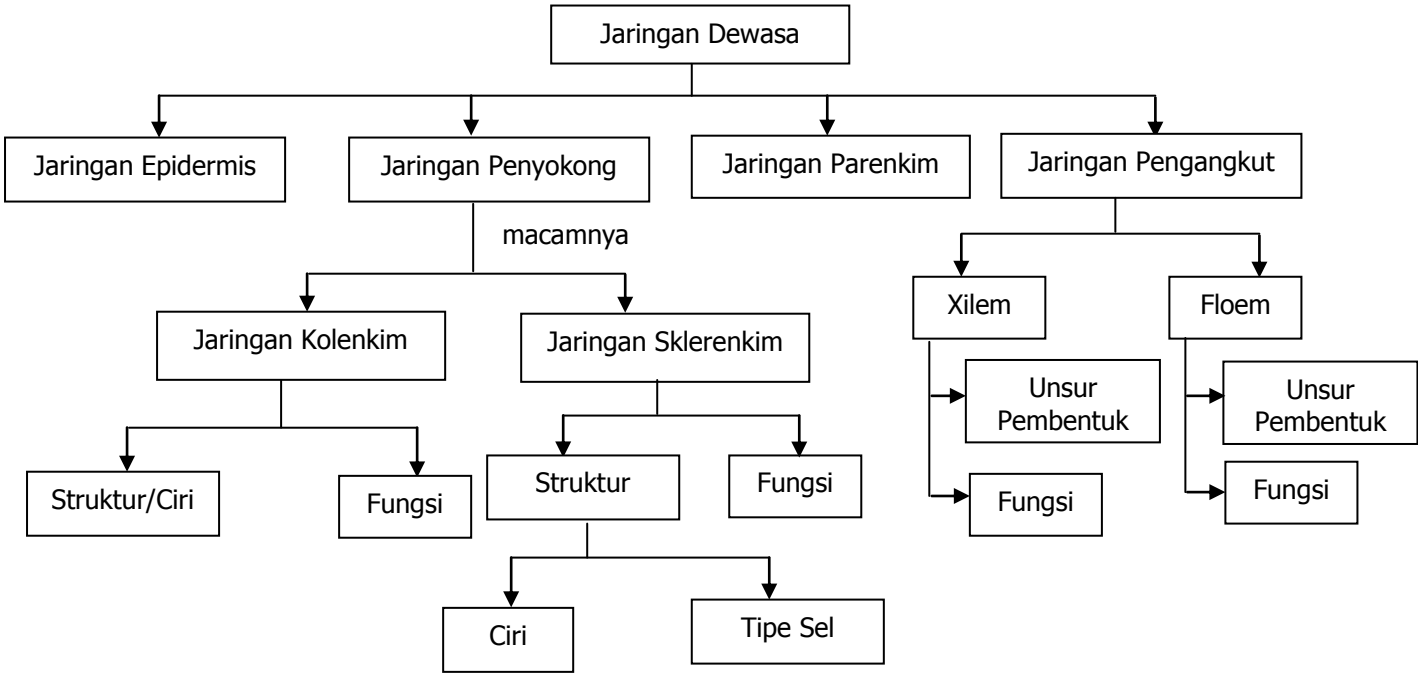 Jaringan Dewasa
Jaringan Epidermis
Jaringan Penyokong
Jaringan Parenkim
Jaringan Pengangkut
macamnya
Xilem
Floem
Jaringan Kolenkim
Jaringan Sklerenkim
Unsur
Pembentuk
Unsur
Pembentuk
Struktur/Ciri
Fungsi
Struktur
Fungsi
Fungsi
Fungsi
Ciri
Tipe Sel